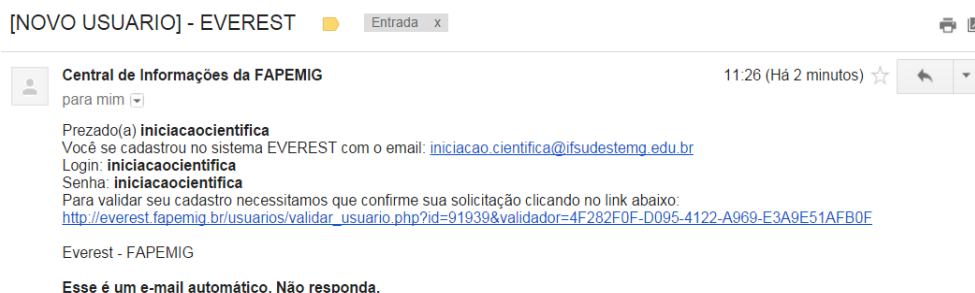 [NOVO USUARIO] - EVEREST Entrada x
Central de Informações da FAPEMIG 11:26 (Há 2 minutos)
para mim
Prezado(a) iniciacaocientifica
Você se cadastrou no sistema EVEREST com o email: iniciacao.cientifica@ifsudestemg.edu.br
Login: iniciacaocientifica
Senha: iniciacaocientifica
Para validar seu cadastro necessitamos que confirme sua solicitação clicando no link abaixo:
http://everest.fapemig.br/usuarios/validar_usuario.php?id=91939&validador=4F282F0F-D095-4122-A969-E3A9E51AFB0F
Everest - FAPEMIG
Esse é um e-mail automático. Não responda.